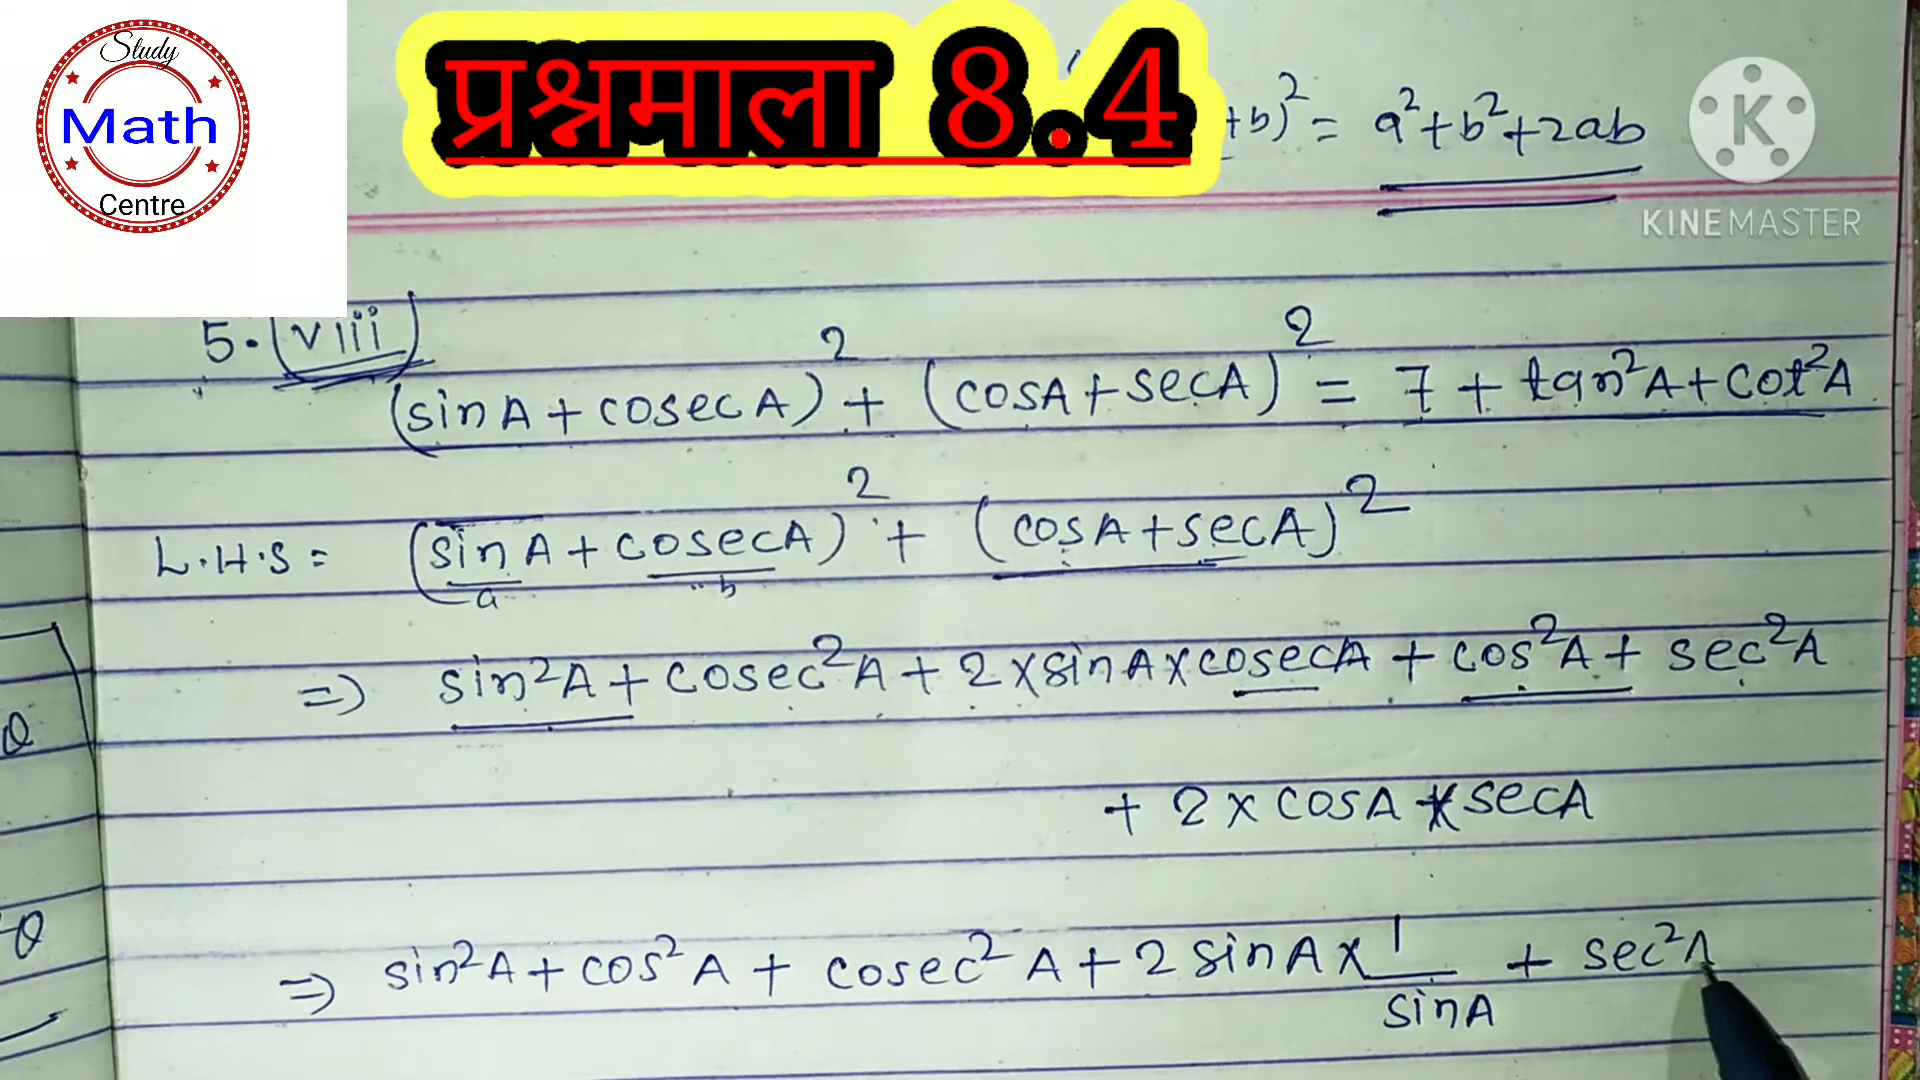 Study
Math
Centre
प्रश्नमाला 8.4
+b)² = a²+b²+2ab
K
KINEMASTER
5. (viii)
(sinA + cosecA)² + (cosA + secA)² = 7 + tan²A + cot²A
L.H.S = (sinA + cosecA)² + (cosA + secA)²
a b
=> sin²A + cosec²A + 2 × sinA × cosecA + cos²A + sec²A
+ 2 × cosA × secA
=> sin²A + cos²A + cosec²A + 2 sinA × 1/sinA + sec²A
θ
θ